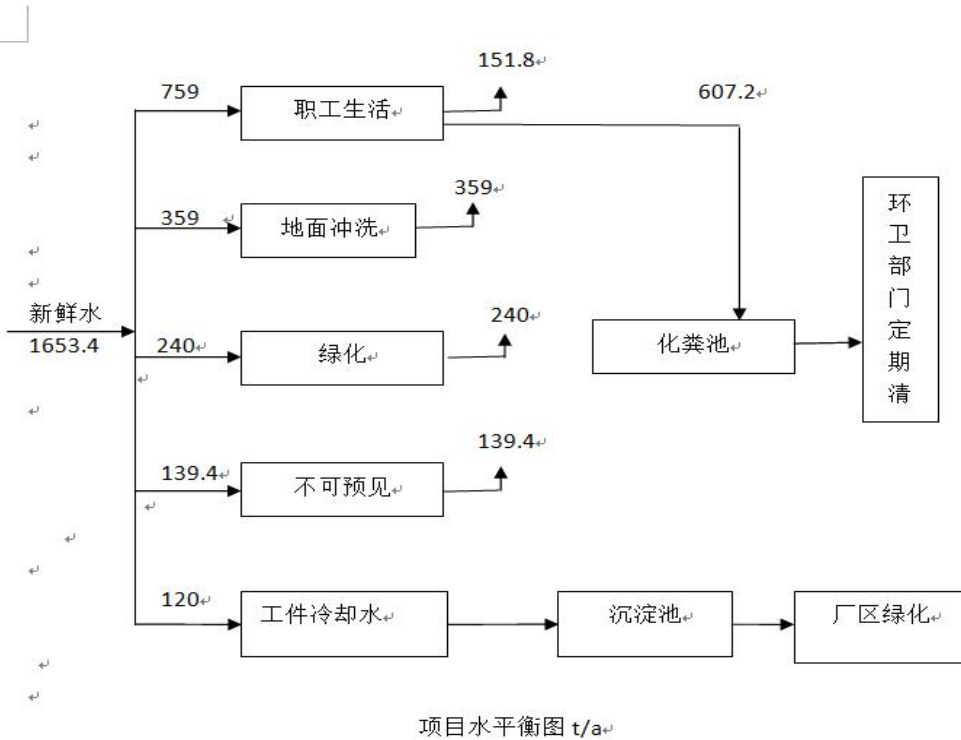 151.8
759
职工生活
607.2
359
359
地面冲洗
环卫部门定期清
新鲜水
1653.4
240
240
绿化
化粪池
139.4
139.4
不可预见
120
工件冷却水
沉淀池
厂区绿化
项目水平衡图 t/a